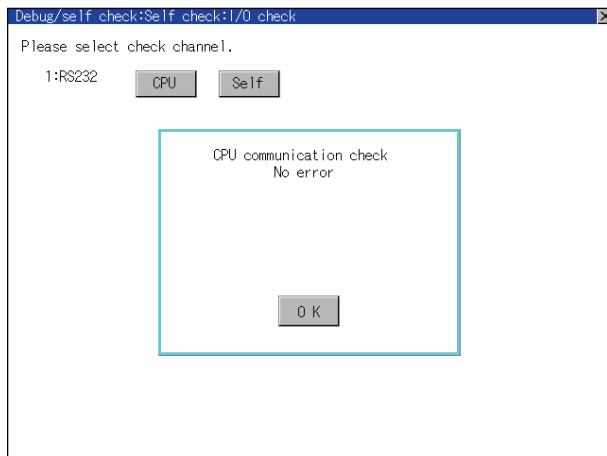 Debug/self check:Self check:I/O check
Please select check channel.
1:RS232 CPU Self
CPU communication check
No error
O K